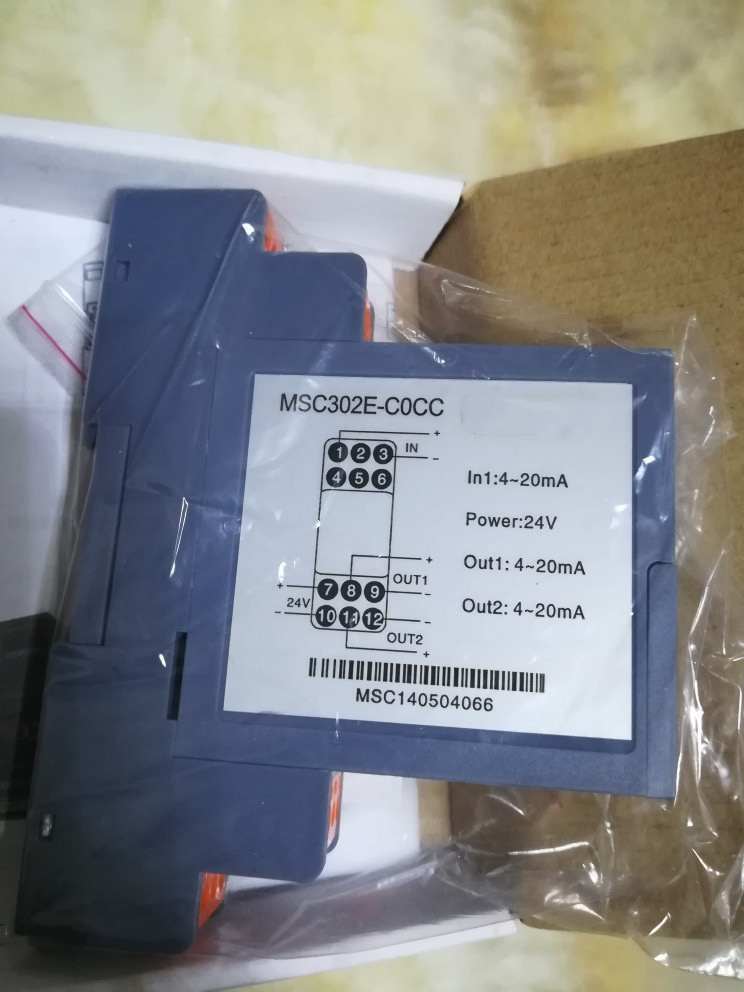 MSC302E-C0CC
+
1 2 3 IN
-
4 5 6
In1:4~20mA
Power:24V
Out1: 4~20mA
Out2: 4~20mA
+
OUT1
+ 7 8 9 -
24V
- 10 11 12 -
OUT2
+
MSC140504066